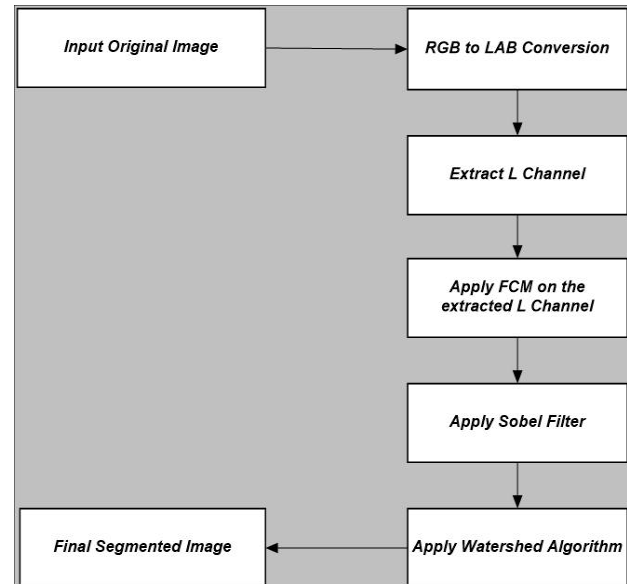 Input Original Image
RGB to LAB Conversion
Extract L Channel
Apply FCM on the
extracted L Channel
Apply Sobel Filter
Apply Watershed Algorithm
Final Segmented Image